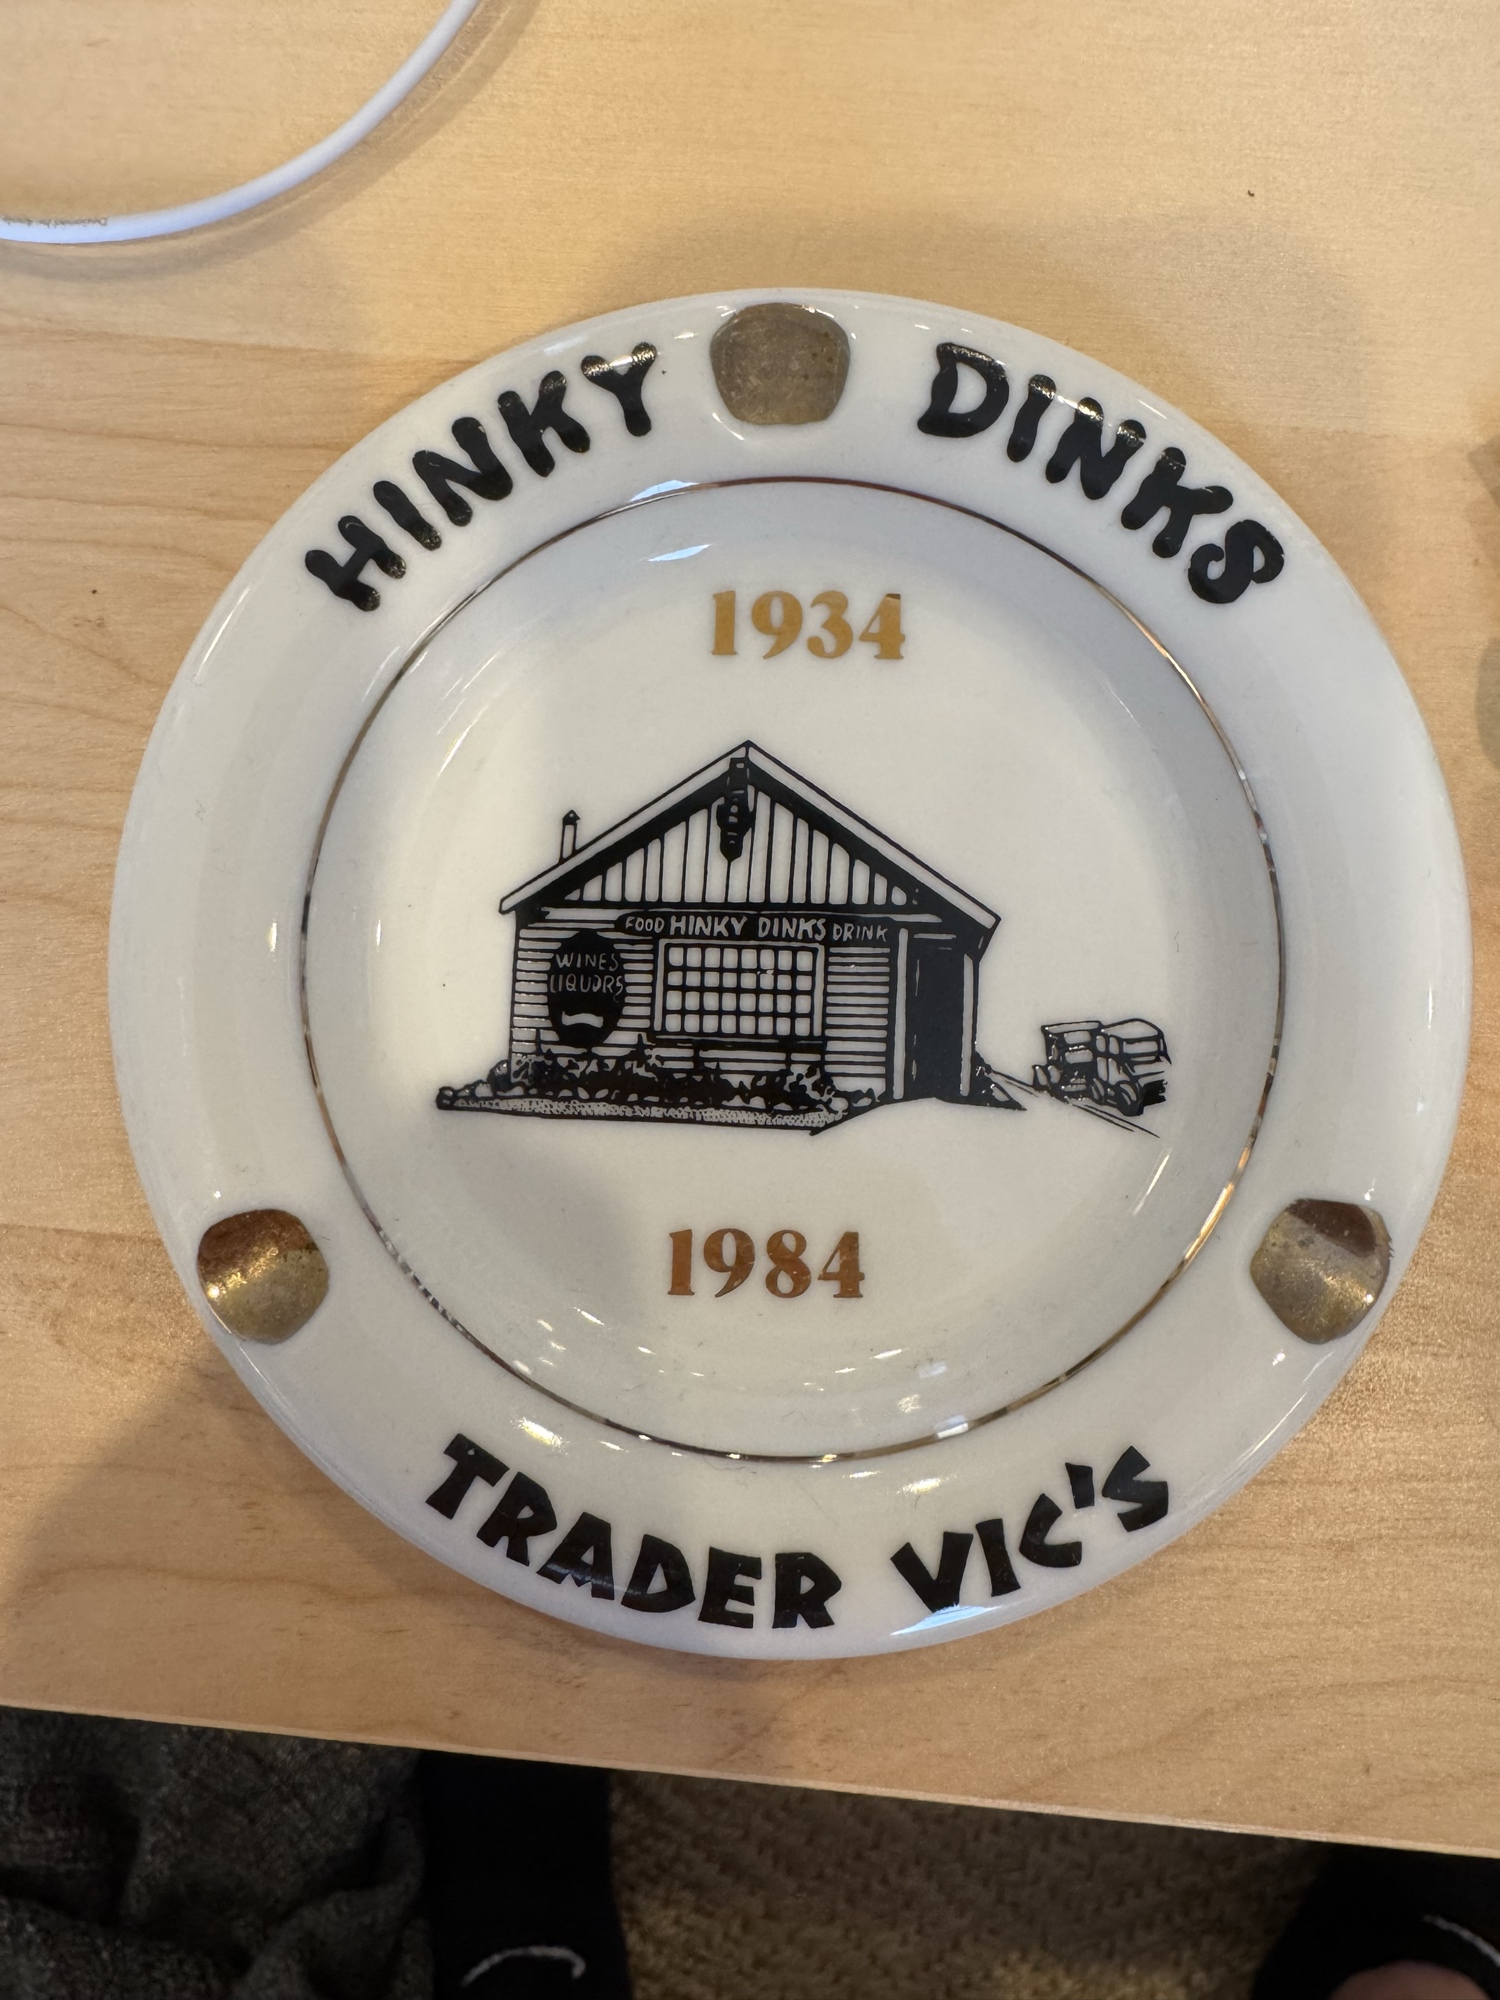 HINKY DINKS
1934
FOOD HINKY DINKS DRINK
WINES
LIQUORS
1984
TRADER VIC'S